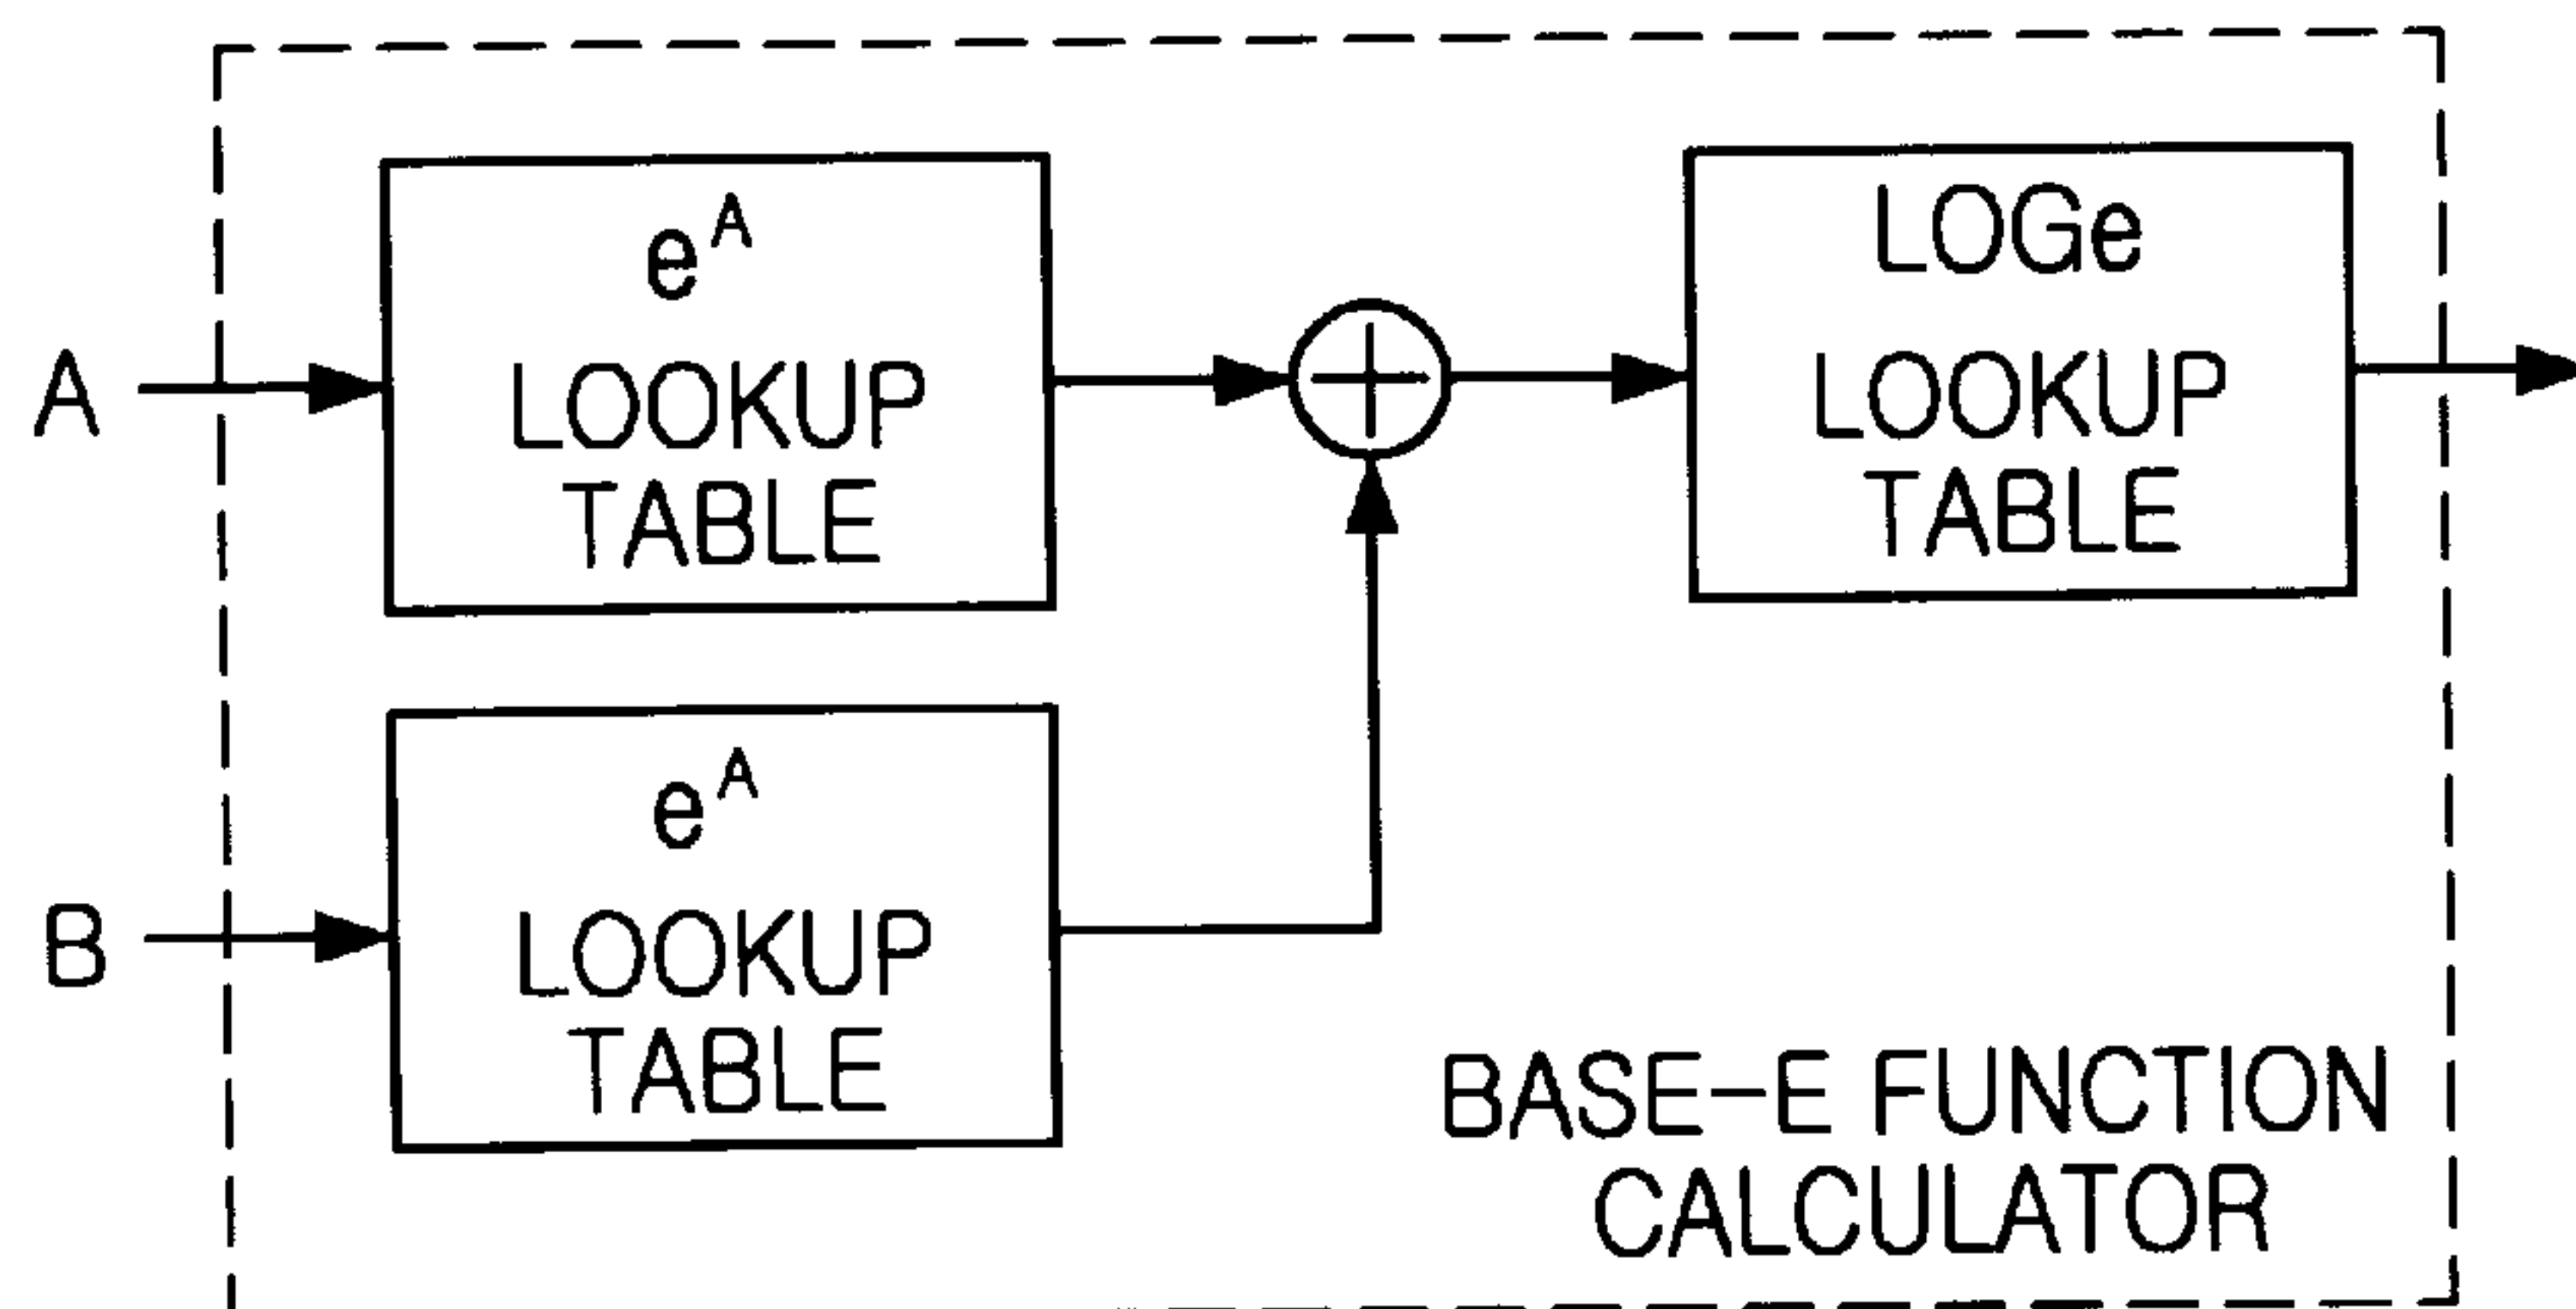 A
e^A
LOOKUP
TABLE
LOGe
LOOKUP
TABLE
B
e^A
LOOKUP
TABLE
BASE-E FUNCTION
CALCULATOR